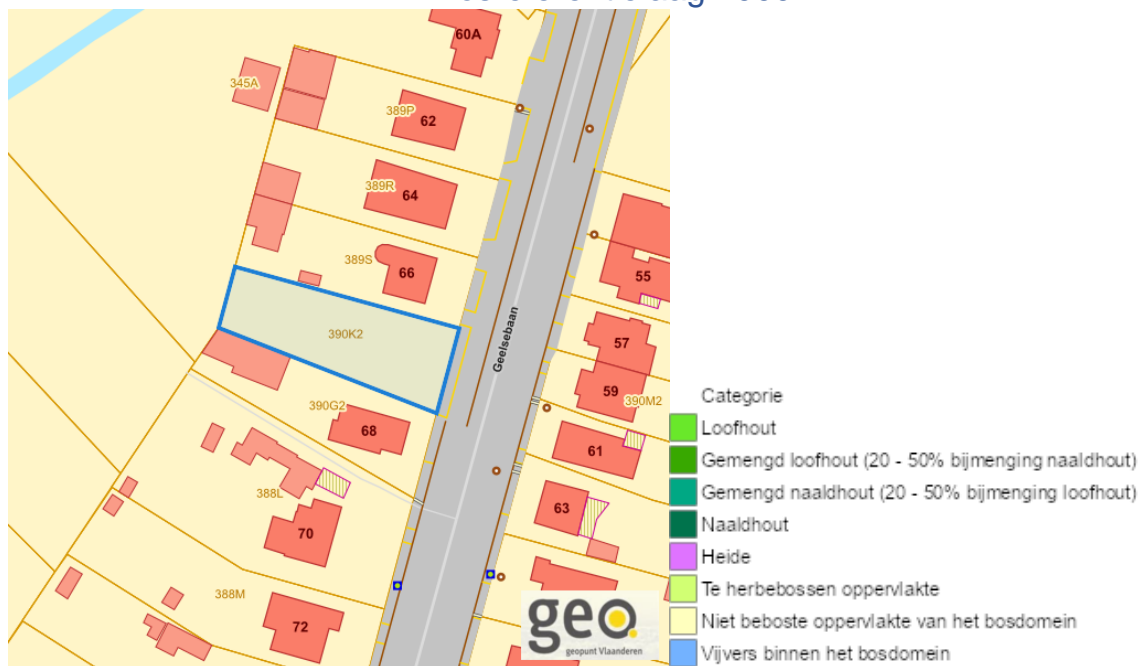 60A
345A
389P
62
389R
64
389S
66
55
390K2
Geelsebaan
57
59
390M2
390G2
68
61
388L
63
70
388M
72
geo.
geopunt Vlaanderen
Categorie
Loofhout
Gemengd loofhout (20 - 50% bijmenging naaldhout)
Gemengd naaldhout (20 - 50% bijmenging loofhout)
Naaldhout
Heide
Te herbebossen oppervlakte
Niet beboste oppervlakte van het bosdomein
Vijvers binnen het bosdomein